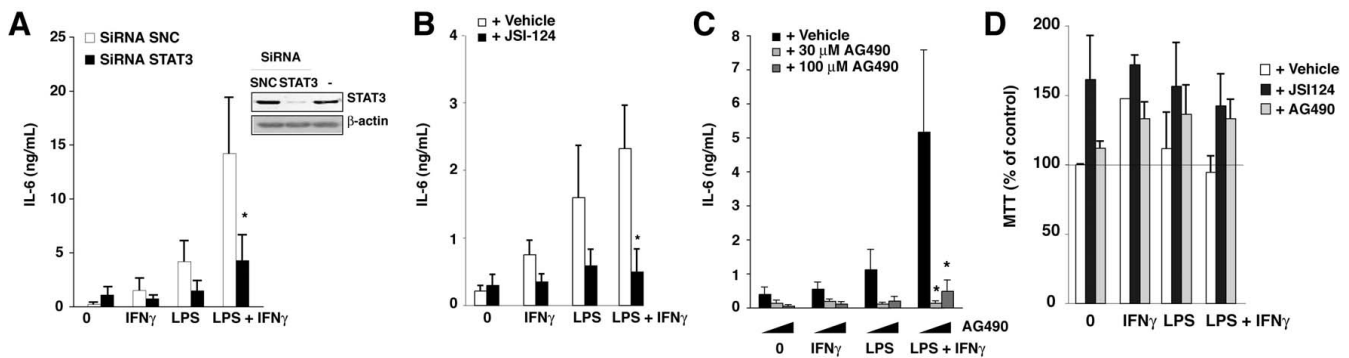 A
SiRNA SNC
SiRNA STAT3
SiRNA
SNC STAT3 -
STAT3
β-actin
IL-6 (ng/mL)
25
20
15
10
5
0
0 IFNγ LPS LPS + IFNγ
B
+ Vehicle
+ JSI-124
IL-6 (ng/mL)
4
3
2
1
0
0 IFNγ LPS LPS + IFNγ
*
C
+ Vehicle
+ 30 μM AG490
+ 100 μM AG490
IL-6 (ng/mL)
8
7
6
5
4
3
2
1
0
* *
AG490
0 IFNγ LPS LPS + IFNγ
D
+ Vehicle
+ JSI124
+ AG490
MTT (% of control)
200
150
100
50
0
0 IFNγ LPS LPS + IFNγ
*